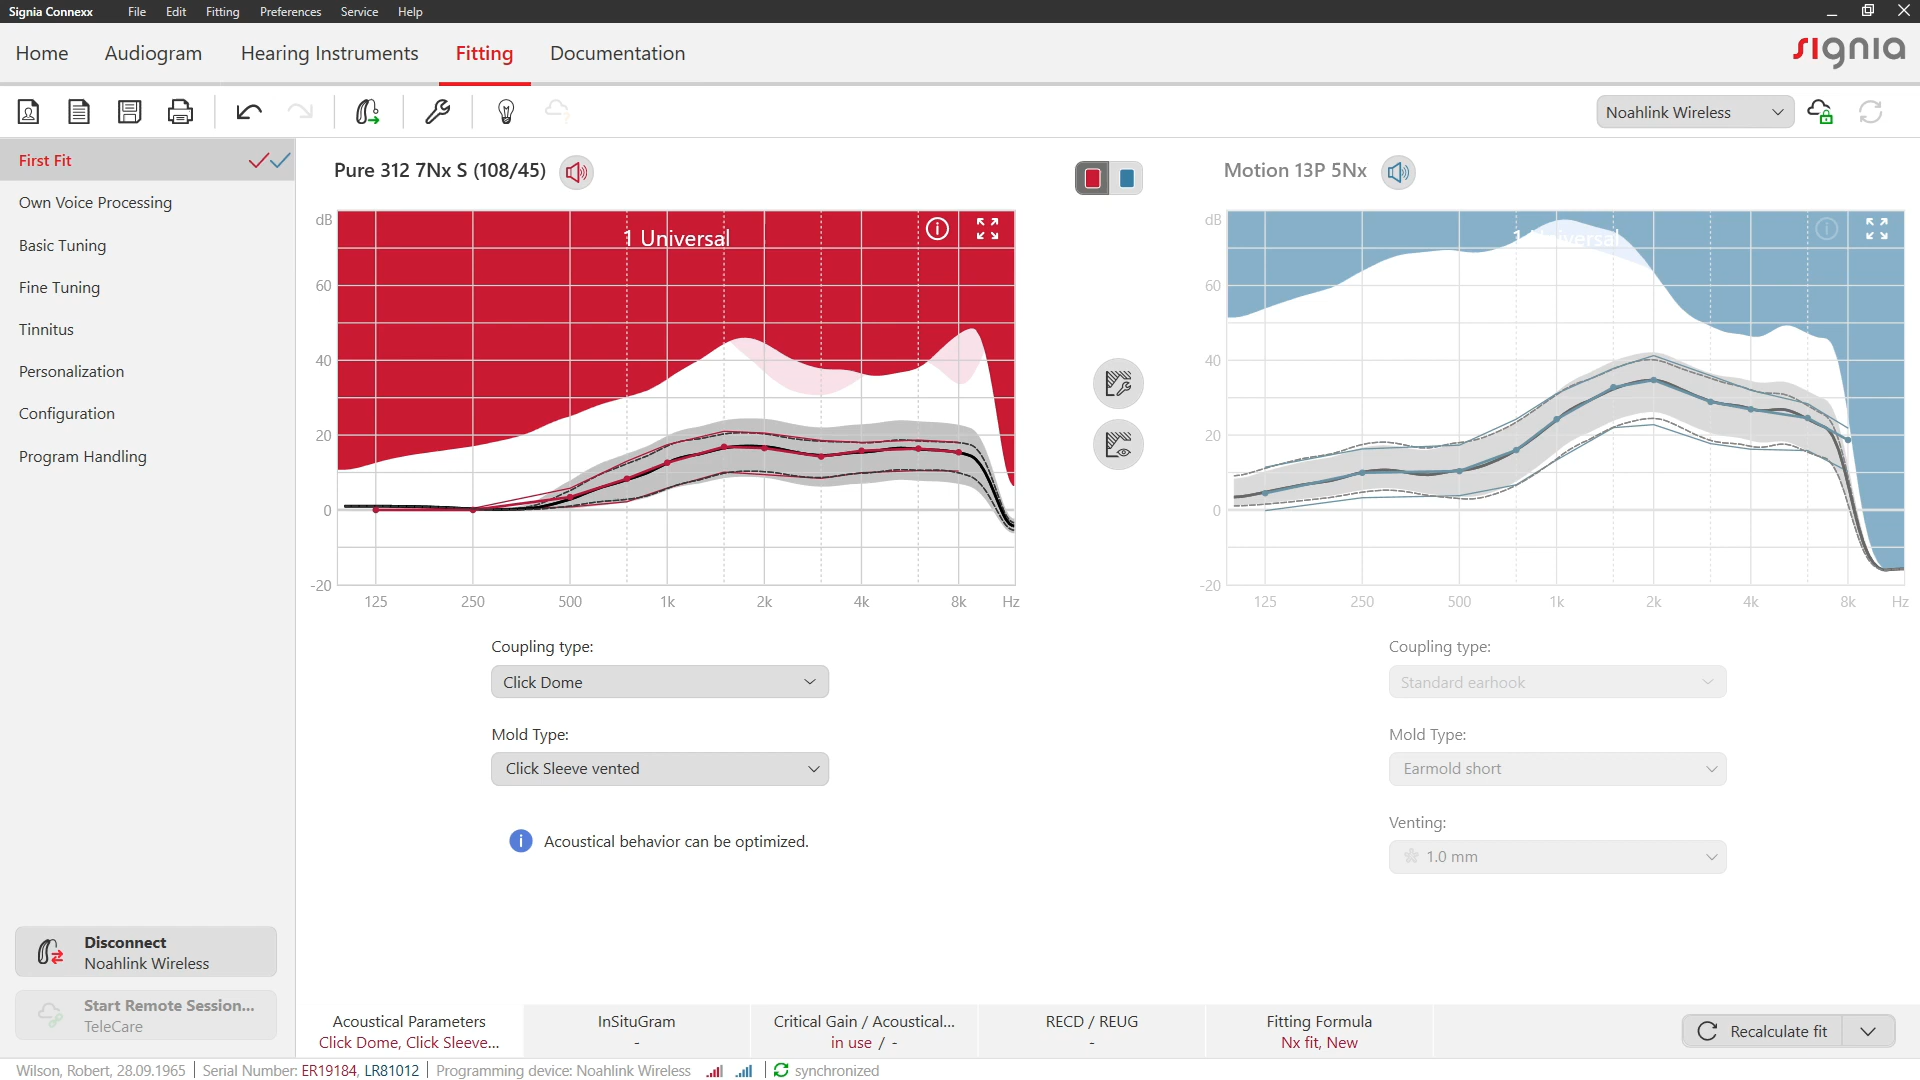 Signia Connexx File Edit Fitting Preferences Service Help
Home Audiogram Hearing Instruments Fitting Documentation
signia
Noahlink Wireless
First Fit
Own Voice Processing
Basic Tuning
Fine Tuning
Tinnitus
Personalization
Configuration
Program Handling
Disconnect
Noahlink Wireless
Start Remote Session...
TeleCare
Pure 312 7Nx S (108/45)
dB
1 Universal
60
40
20
0
-20
125 250 500 1k 2k 4k 8k Hz
Coupling type:
Click Dome
Mold Type:
Click Sleeve vented
Acoustical behavior can be optimized.
Motion 13P 5Nx
dB
1 Universal
60
40
20
0
-20
125 250 500 1k 2k 4k 8k Hz
Coupling type:
Standard earhook
Mold Type:
Earmold short
Venting:
1.0 mm
Acoustical Parameters
Click Dome, Click Sleeve...
InSituGram
-
Critical Gain / Acoustical...
in use / -
RECD / REUG
-
Fitting Formula
Nx fit, New
Recalculate fit
Wilson, Robert, 28.09.1965 Serial Number: ER19184, LR81012 Programming device: Noahlink Wireless synchronized